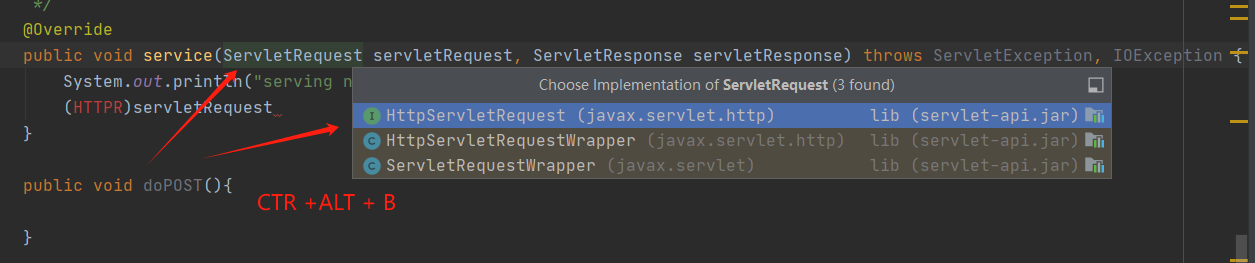 */
@Override
public void service(ServletRequest servletRequest, ServletResponse servletResponse) throws ServletException, IOException {
System.out.println("serving n
Choose Implementation of ServletRequest (3 found)
(HTTPR)servletRequest
I HttpServletRequest (javax.servlet.http) lib (servlet-api.jar)
}
C HttpServletRequestWrapper (javax.servlet.http) lib (servlet-api.jar)
C ServletRequestWrapper (javax.servlet) lib (servlet-api.jar)
public void doPOST(){
CTR +ALT + B
}